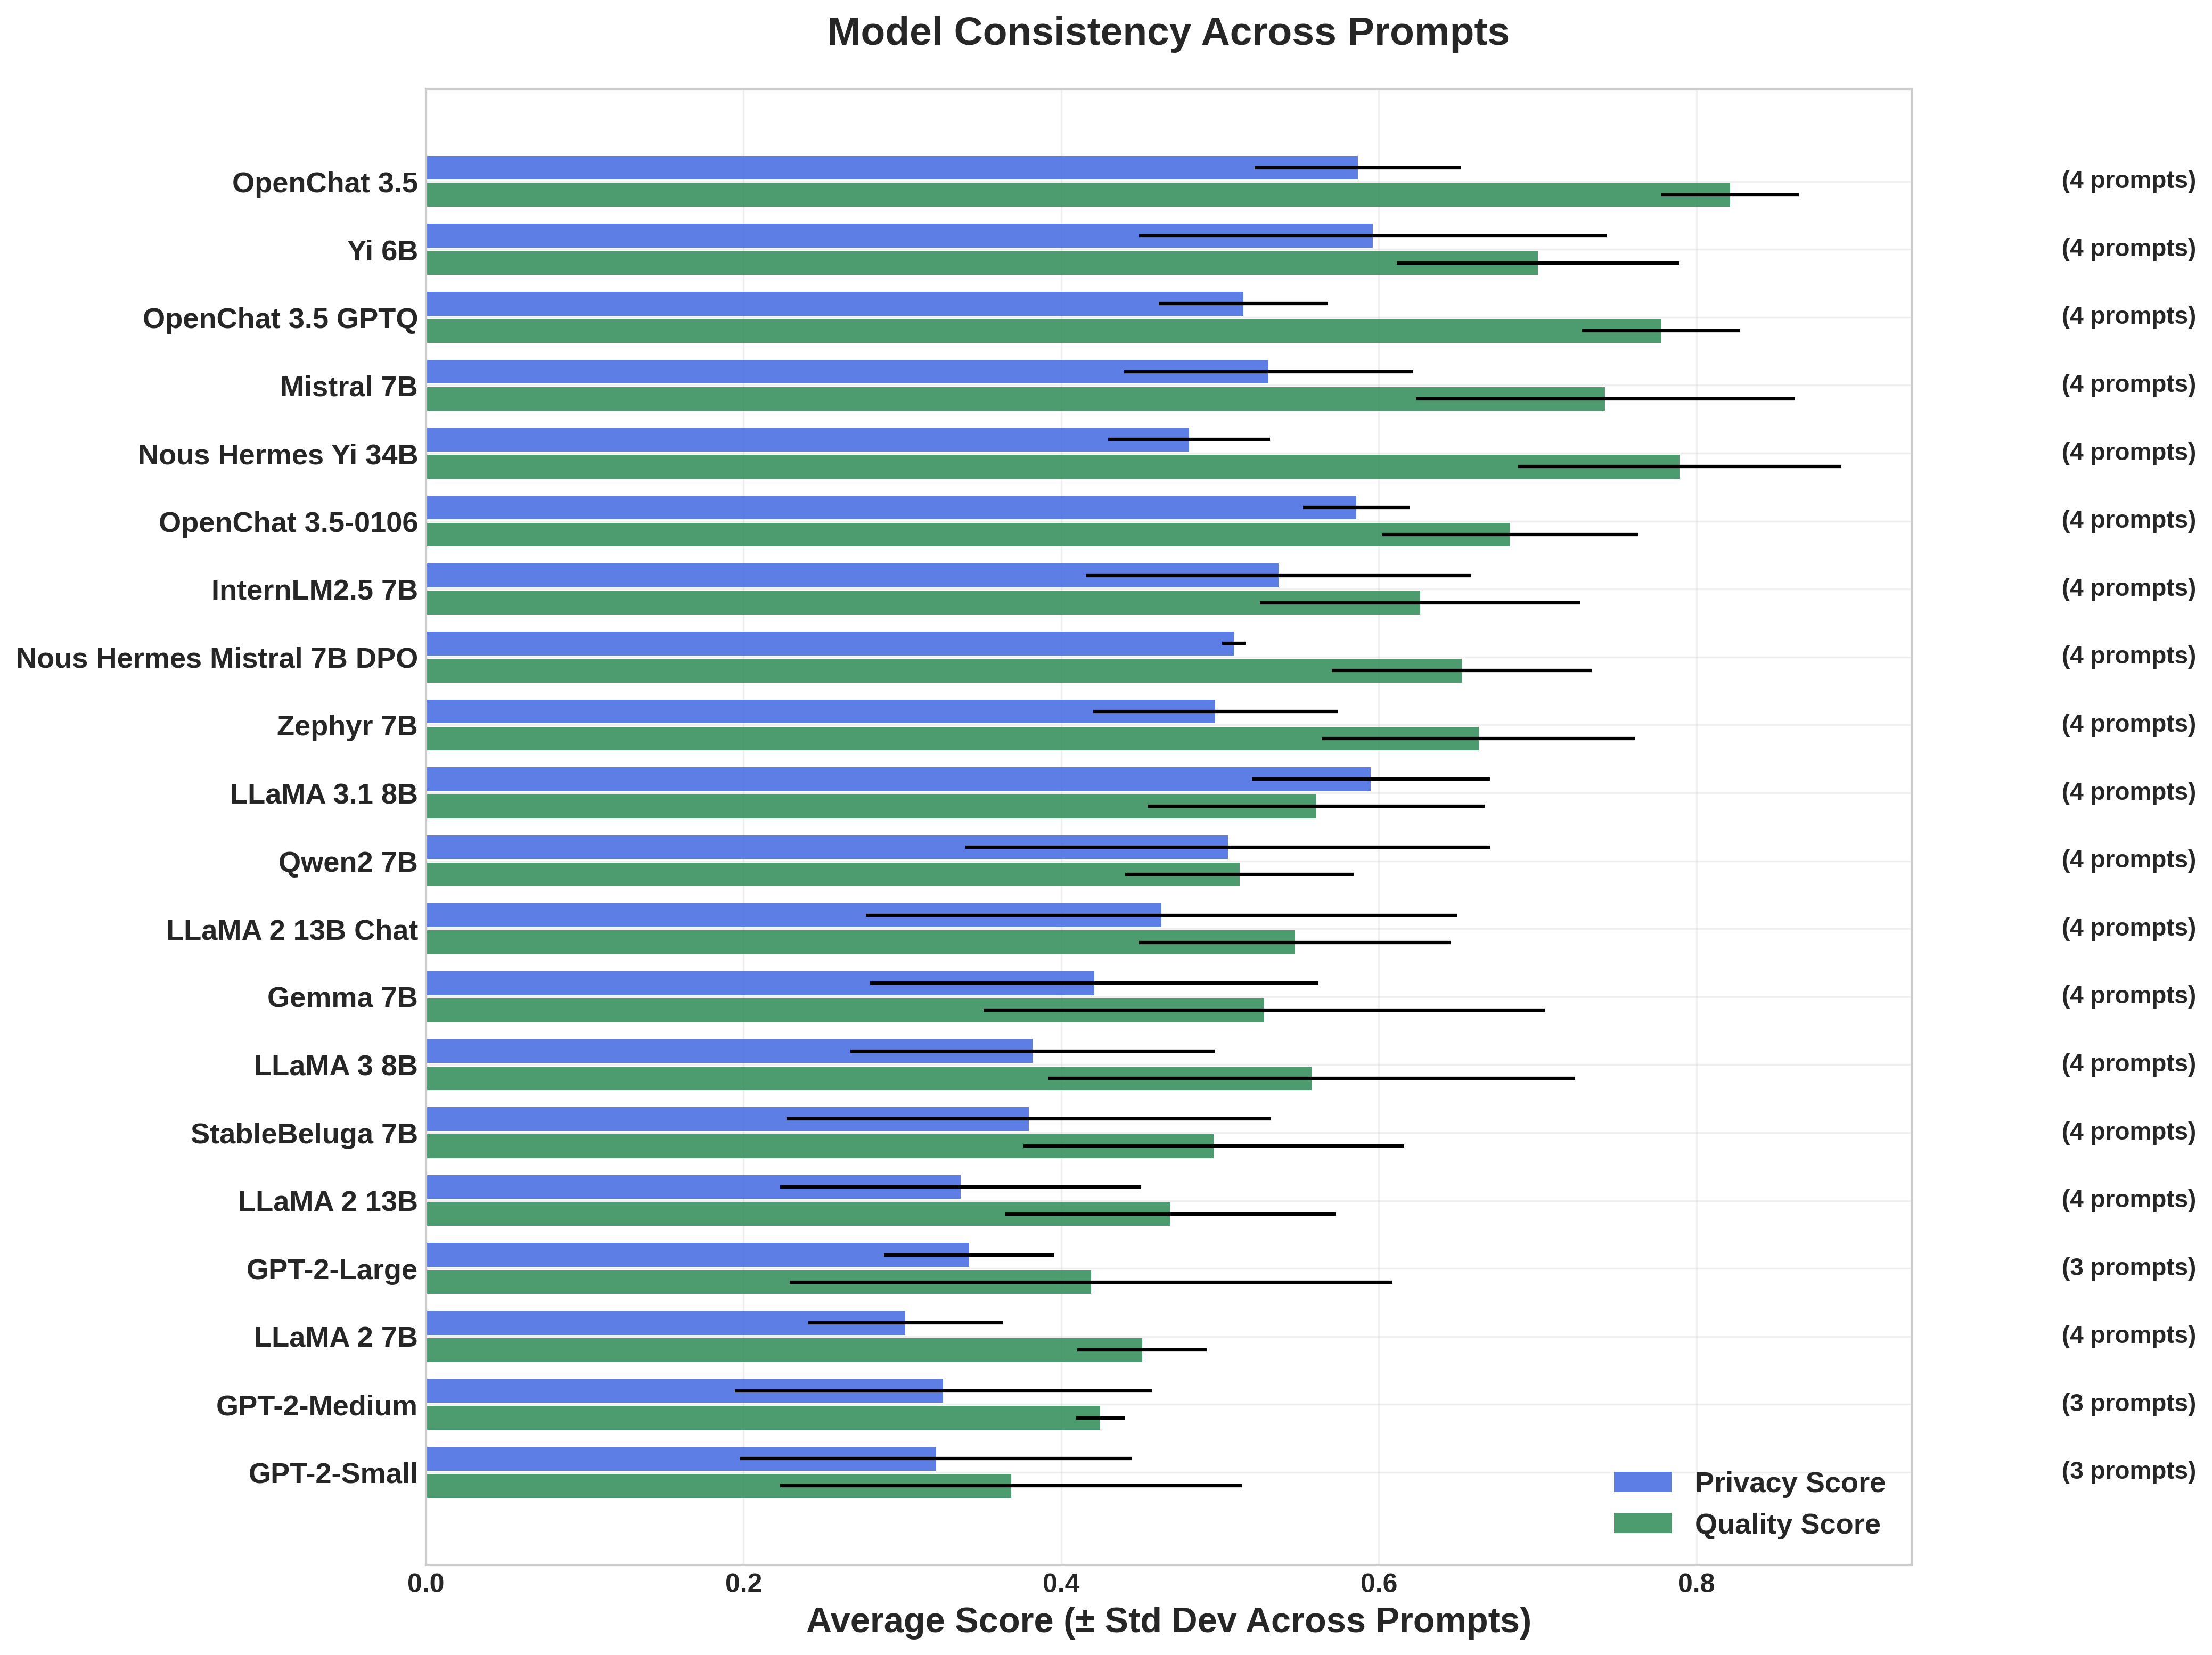 Model Consistency Across Prompts
OpenChat 3.5 (4 prompts)
Yi 6B (4 prompts)
OpenChat 3.5 GPTQ (4 prompts)
Mistral 7B (4 prompts)
Nous Hermes Yi 34B (4 prompts)
OpenChat 3.5-0106 (4 prompts)
InternLM2.5 7B (4 prompts)
Nous Hermes Mistral 7B DPO (4 prompts)
Zephyr 7B (4 prompts)
LLaMA 3.1 8B (4 prompts)
Qwen2 7B (4 prompts)
LLaMA 2 13B Chat (4 prompts)
Gemma 7B (4 prompts)
LLaMA 3 8B (4 prompts)
StableBeluga 7B (4 prompts)
LLaMA 2 13B (4 prompts)
GPT-2-Large (3 prompts)
LLaMA 2 7B (4 prompts)
GPT-2-Medium (3 prompts)
GPT-2-Small (3 prompts)
Privacy Score
Quality Score
0.0 0.2 0.4 0.6 0.8
Average Score (± Std Dev Across Prompts)